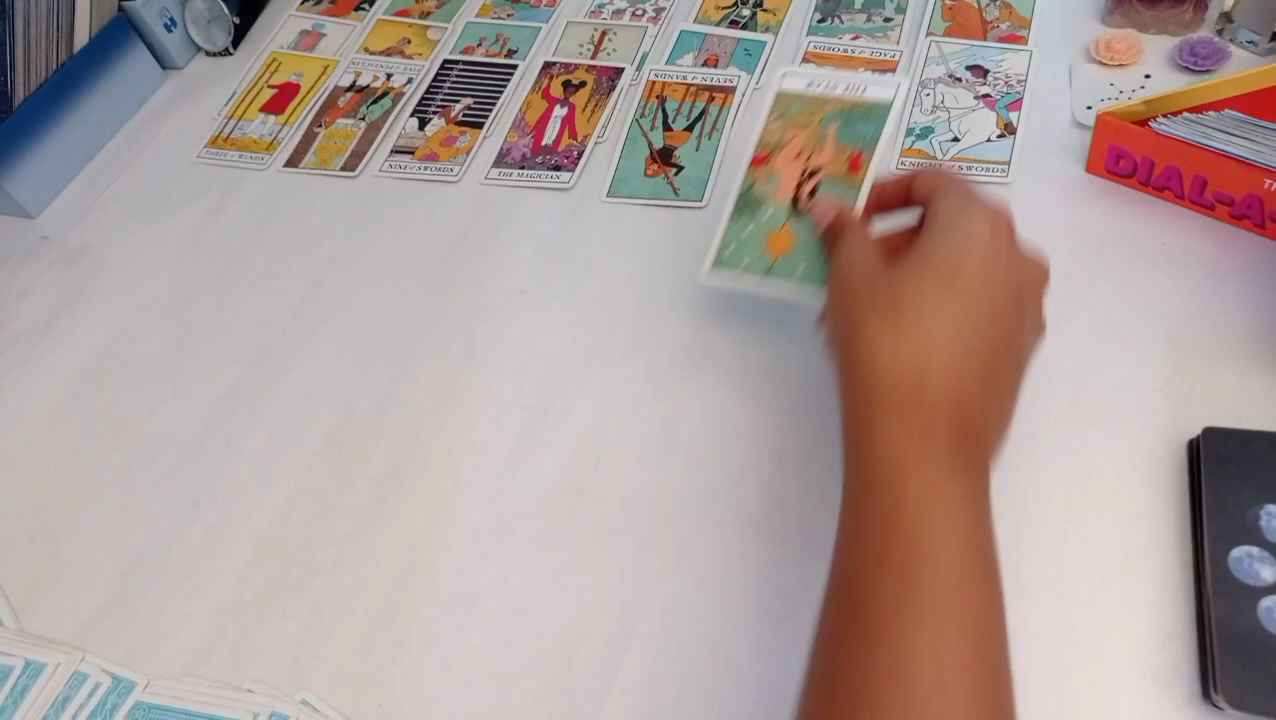 PAGE of SWORDS
THREE of WANDS
FIVE of PENTACLES
NINE of SWORDS
THE MAGICIAN
SEVEN of WANDS
KNIGHT of SWORDS
DIAL-A-